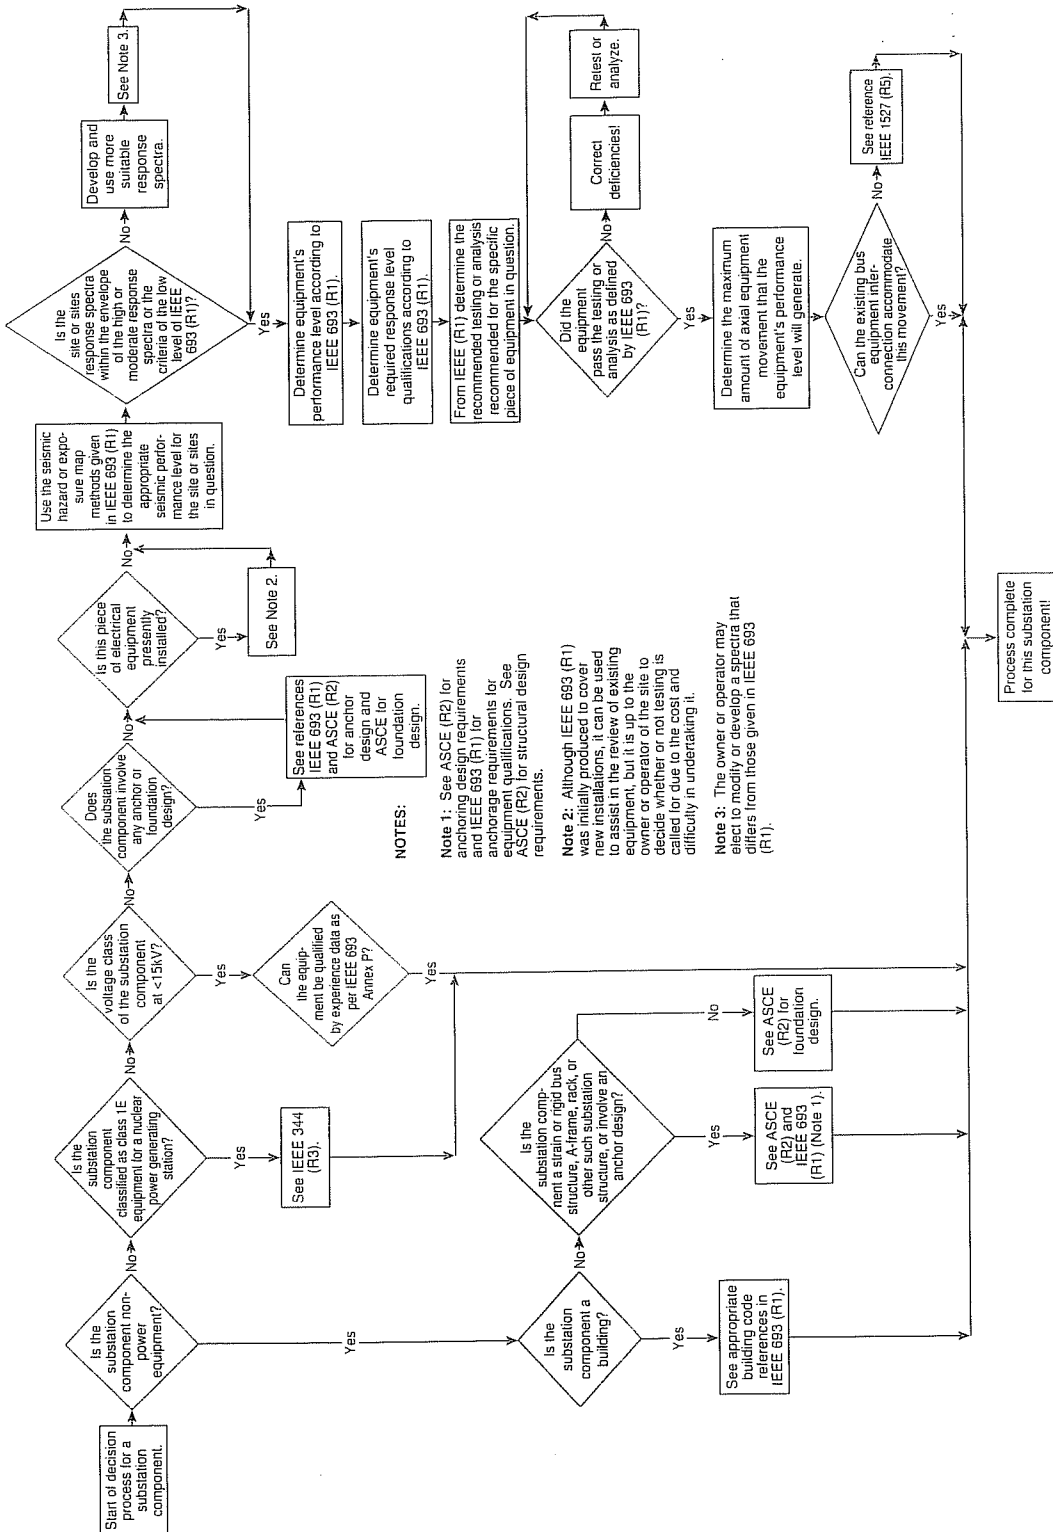 Start of decision
process for a
substation
component.
Is the
substation
component non-
power
equipment?
No
Yes
Is the
substation
component
classified as class 1E
equipment for a nuclear
power generating
station?
No
Yes
See IEEE 344
(R3).
Is the
voltage class
of the substation
component
at <15kV?
No
Yes
Can
the equip-
ment be qualified
by experience data as
per IEEE 693
Annex P?
Yes
Does
the substation
component involve
any anchor or
foundation
design?
No
Yes
See references
IEEE 693 (R1)
and ASCE (R2)
for anchor
design and
ASCE for
foundation
design.
Is this piece
of electrical
equipment
presently
installed?
No
Yes
See Note 2.
Use the seismic
hazard or expo-
sure map
methods given
in IEEE 693 (R1)
to determine the
appropriate
seismic perfor-
mance level for
the site or sites
in question.
Is the
site or sites
response spectra
within the envelope
of the high or
moderate response
spectra or the
criteria of the low
level of IEEE
693 (R1)?
No
Develop and
use more
suitable
response
spectra.
See Note 3.
Yes
Determine equipment's
performance level according to
IEEE 693 (R1).
Determine equipment's
required response level
qualifications according to
IEEE 693 (R1).
From IEEE (R1) determine the
recommended testing or analysis
recommended for the specific
piece of equipment in question.
Did the
equipment
pass the testing or
analysis as defined
by IEEE 693
(R1)?
No
Correct
deficiencies!
Retest or
analyze.
Yes
Determine the maximum
amount of axial equipment
movement that the
equipment's performance
level will generate.
Can the existing bus
equipment inter-
connection accommodate
this movement?
No
See reference
IEEE 1527 (R5).
Yes
Is the
substation
component a
building?
No
Yes
See appropriate
building code
references in
IEEE 693 (R1).
Is the
substation comp-
onent a strain or rigid bus
structure, A-frame, rack, or
other such substation
structure, or involve an
anchor design?
Yes
See ASCE
(R2) and
IEEE 693
(R1) (Note 1).
No
See ASCE
(R2) for
foundation
design.
NOTES:
Note 1: See ASCE (R2) for
anchoring design requirements
and IEEE 693 (R1) for
anchorage requirements for
equipment qualifications. See
ASCE (R2) for structural design
requirements.
Note 2: Although IEEE 693 (R1)
was initially produced to cover
new installations, it can be used
to assist in the review of existing
equipment, but it is up to the
owner or operator of the site to
decide whether or not testing is
called for due to the cost and
difficulty in undertaking it.
Note 3: The owner or operator may
elect to modify or develop a spectra that
differs from those given in IEEE 693
(R1).
Process complete
for this substation
component!